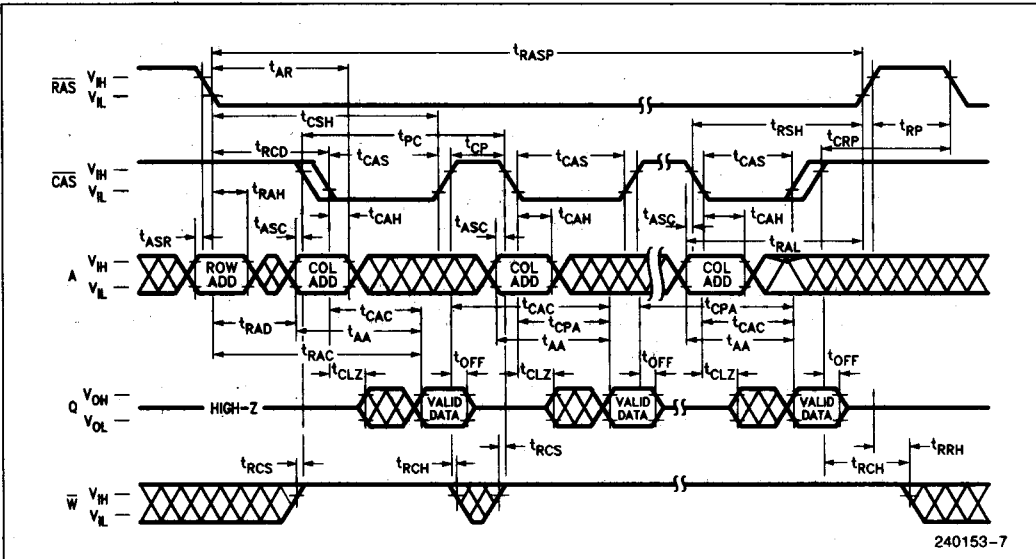 tRASP
tAR
RAS VIH
VIL
tCSH
tPC
tRSH
tRP
tRCD
tCAS
tCP
tCAS
tCAS
tCRP
CAS VIH
VIL
tRAH
tCAH
tCAH
tCAH
tASR
tASC
tASC
tASC
tRAL
A VIH
VIL
ROW ADD
COL ADD
COL ADD
COL ADD
tRAD
tCAC
tCAC
tCPA
tAA
tCPA
tCAC
tRAC
tAA
tAA
tCLZ
tOFF
tCLZ
tOFF
tCLZ
tOFF
Q VOH
VOL
HIGH-Z
VALID DATA
VALID DATA
VALID DATA
tRCS
tRCH
tRCS
tRCH
tRRH
W VIH
VIL
240153-7